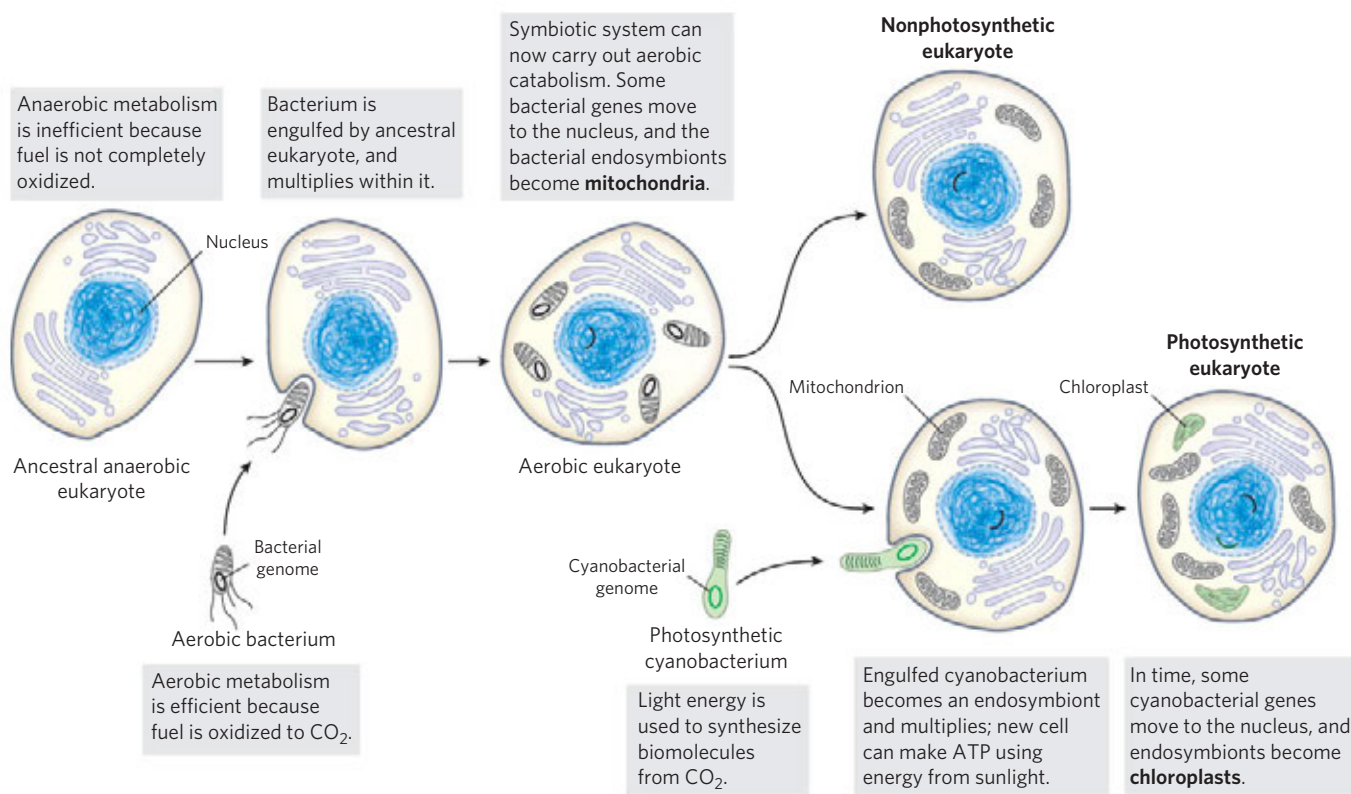 Anaerobic metabolism
is inefficient because
fuel is not completely
oxidized.
Bacterium is
engulfed by ancestral
eukaryote, and
multiplies within it.
Symbiotic system can
now carry out aerobic
catabolism. Some
bacterial genes move
to the nucleus, and the
bacterial endosymbionts
become mitochondria.
Nonphotosynthetic
eukaryote
Nucleus
Ancestral anaerobic
eukaryote
Aerobic eukaryote
Mitochondrion
Chloroplast
Photosynthetic
eukaryote
Bacterial
genome
Aerobic bacterium
Aerobic metabolism
is efficient because
fuel is oxidized to CO₂.
Cyanobacterial
genome
Photosynthetic
cyanobacterium
Light energy is
used to synthesize
biomolecules
from CO₂.
Engulfed cyanobacterium
becomes an endosymbiont
and multiplies; new cell
can make ATP using
energy from sunlight.
In time, some
cyanobacterial genes
move to the nucleus, and
endosymbionts become
chloroplasts.